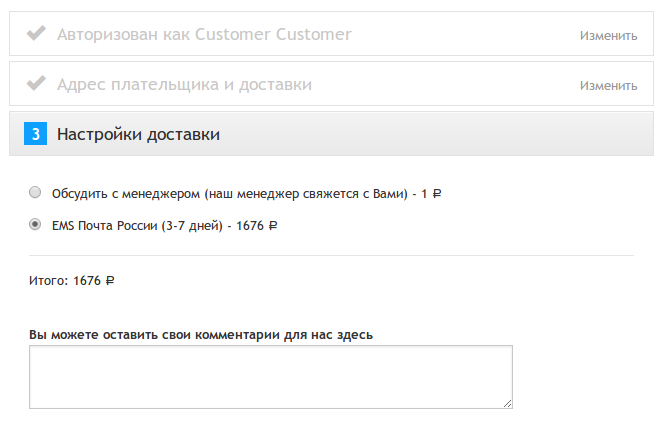 Авторизован как Customer Customer
Изменить
Адрес плательщика и доставки
Изменить
3 Настройки доставки
Обсудить с менеджером (наш менеджер свяжется с Вами) - 1 ₽
EMS Почта России (3-7 дней) - 1676 ₽
Итого: 1676 ₽
Вы можете оставить свои комментарии для нас здесь